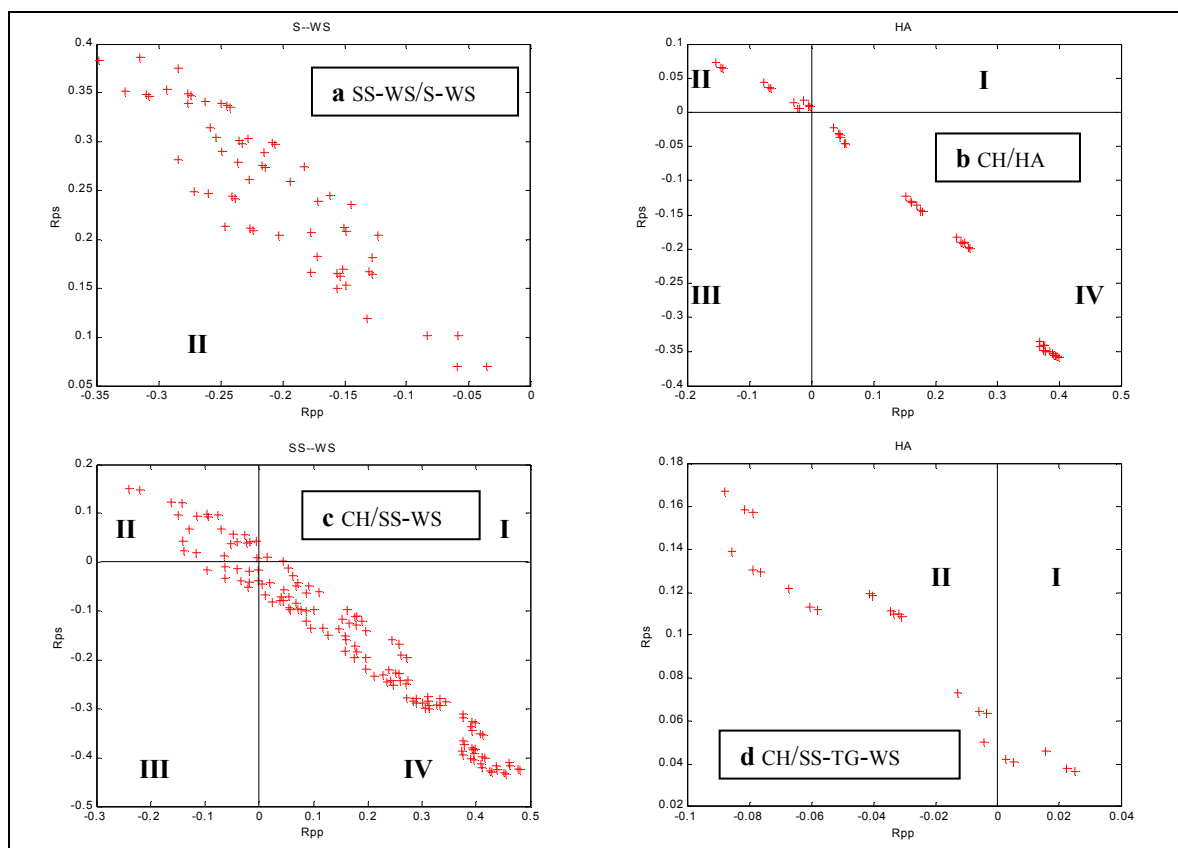 S--WS
0.4
0.35
0.3
0.25
0.2
0.15
0.1
0.05
Rps
a SS-WS/S-WS
II
-0.35 -0.3 -0.25 -0.2 -0.15 -0.1 -0.05 0
Rpp
HA
0.1
0.05
0
-0.05
-0.1
-0.15
-0.2
-0.25
-0.3
-0.35
-0.4
Rps
II I
b CH/HA
III IV
-0.2 -0.1 0 0.1 0.2 0.3 0.4 0.5
Rpp
SS--WS
0.2
0.1
0
-0.1
-0.2
-0.3
-0.4
-0.5
Rps
c CH/SS-WS
II I
III IV
-0.3 -0.2 -0.1 0 0.1 0.2 0.3 0.4 0.5
Rpp
HA
0.18
0.16
0.14
0.12
0.1
0.08
0.06
0.04
0.02
Rps
II I
d CH/SS-TG-WS
-0.1 -0.08 -0.06 -0.04 -0.02 0 0.02 0.04
Rpp